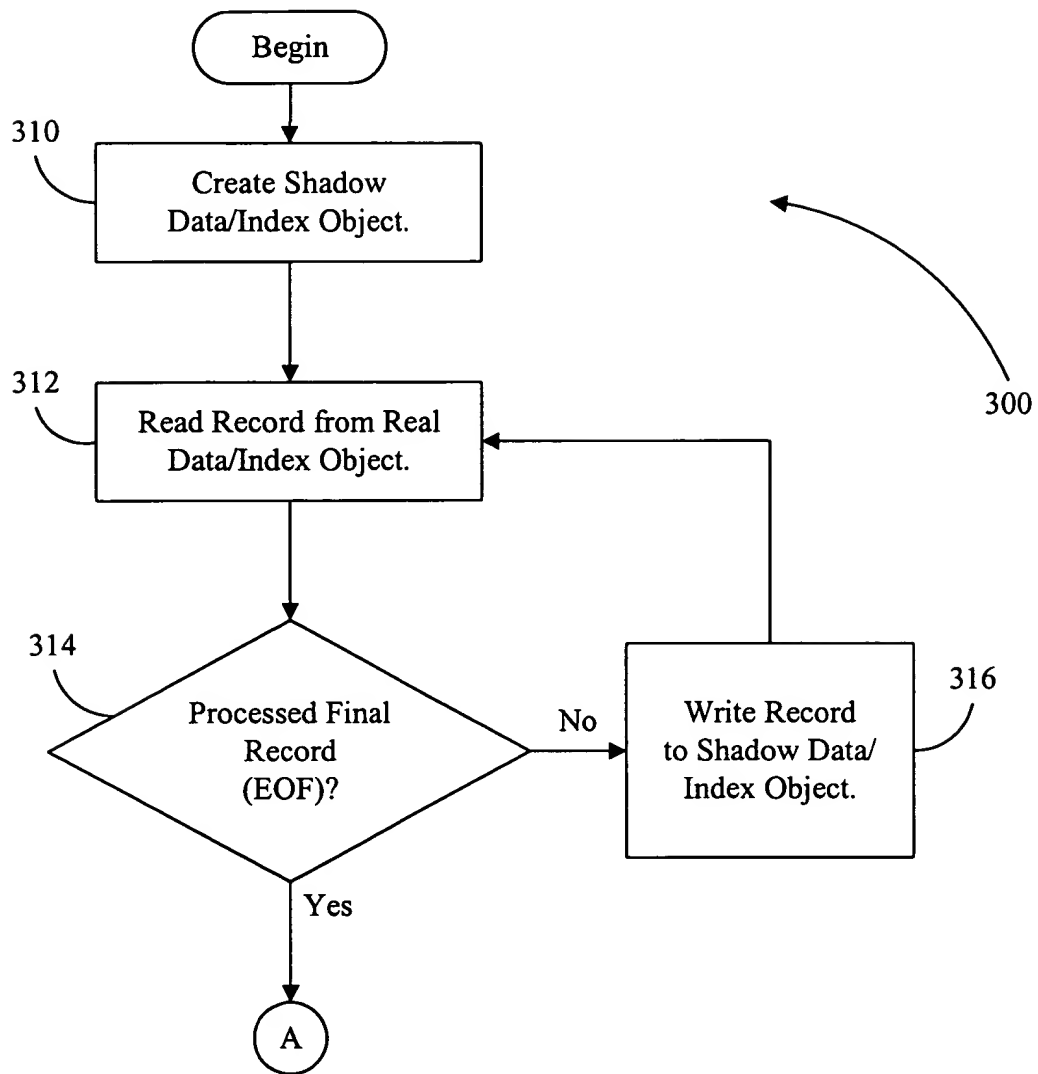 Begin
310
Create Shadow
Data/Index Object.
300
312
Read Record from Real
Data/Index Object.
314
Processed Final
Record
(EOF)?
No
316
Write Record
to Shadow Data/
Index Object.
Yes
A